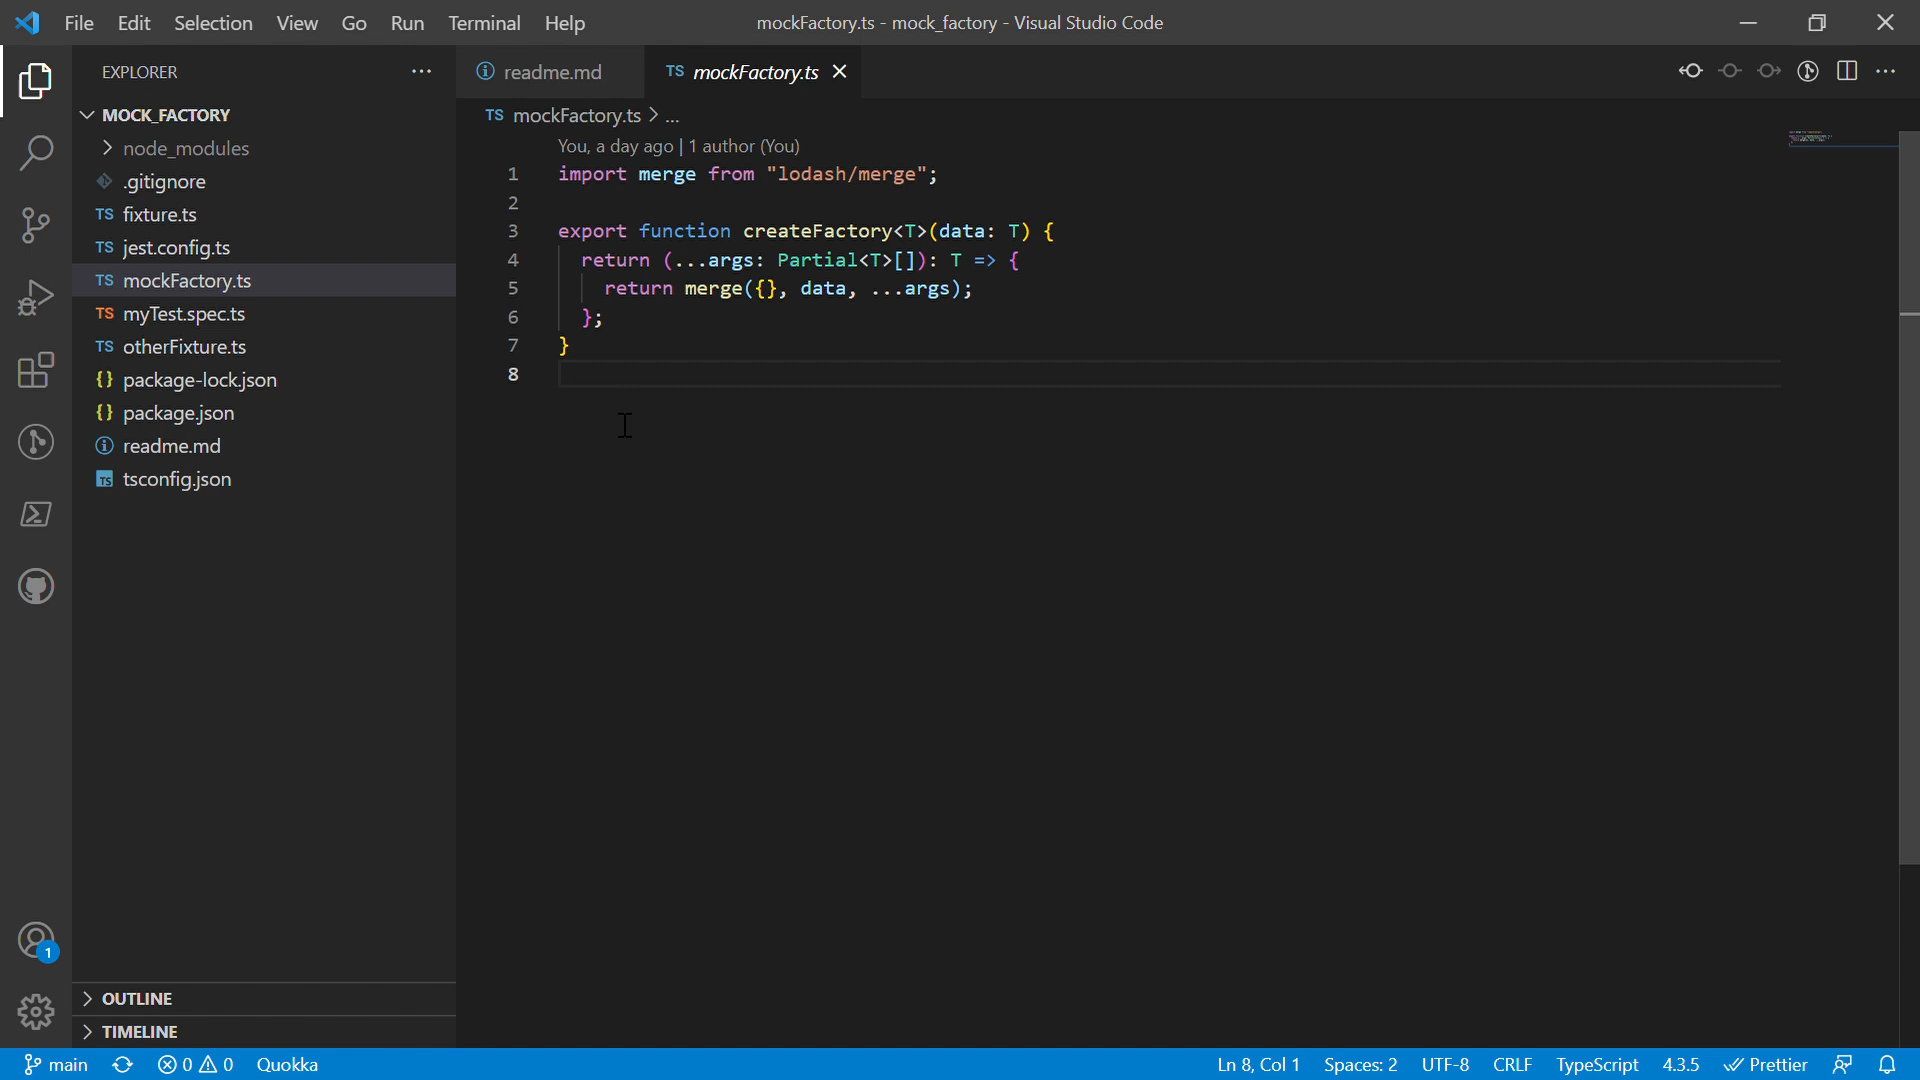 File Edit Selection View Go Run Terminal Help
mockFactory.ts - mock_factory - Visual Studio Code
EXPLORER
MOCK_FACTORY
node_modules
.gitignore
TS fixture.ts
TS jest.config.ts
TS mockFactory.ts
TS myTest.spec.ts
TS otherFixture.ts
{} package-lock.json
{} package.json
readme.md
TS tsconfig.json
OUTLINE
TIMELINE
1
readme.md
TS mockFactory.ts
TS mockFactory.ts > ...
You, a day ago | 1 author (You)
1 import merge from "lodash/merge";
2
3 export function createFactory<T>(data: T) {
4 return (...args: Partial<T>[]): T => {
5 return merge({}, data, ...args);
6 };
7 }
8
main 0 0 Quokka
Ln 8, Col 1 Spaces: 2 UTF-8 CRLF TypeScript 4.3.5 Prettier